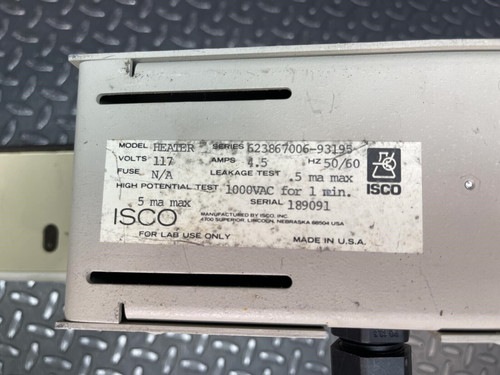 MODEL HEATER SERIES 623867006-93195
VOLTS 117 AMPS 4.5 HZ 50/60
FUSE N/A LEAKAGE TEST .5 ma max
HIGH POTENTIAL TEST 1000VAC for 1 min.
.5 ma max SERIAL 189091
ISCO
ISCO MANUFACTURED BY ISCO, INC.
4700 SUPERIOR, LINCOLN, NEBRASKA 68504 USA
FOR LAB USE ONLY MADE IN U.S.A.